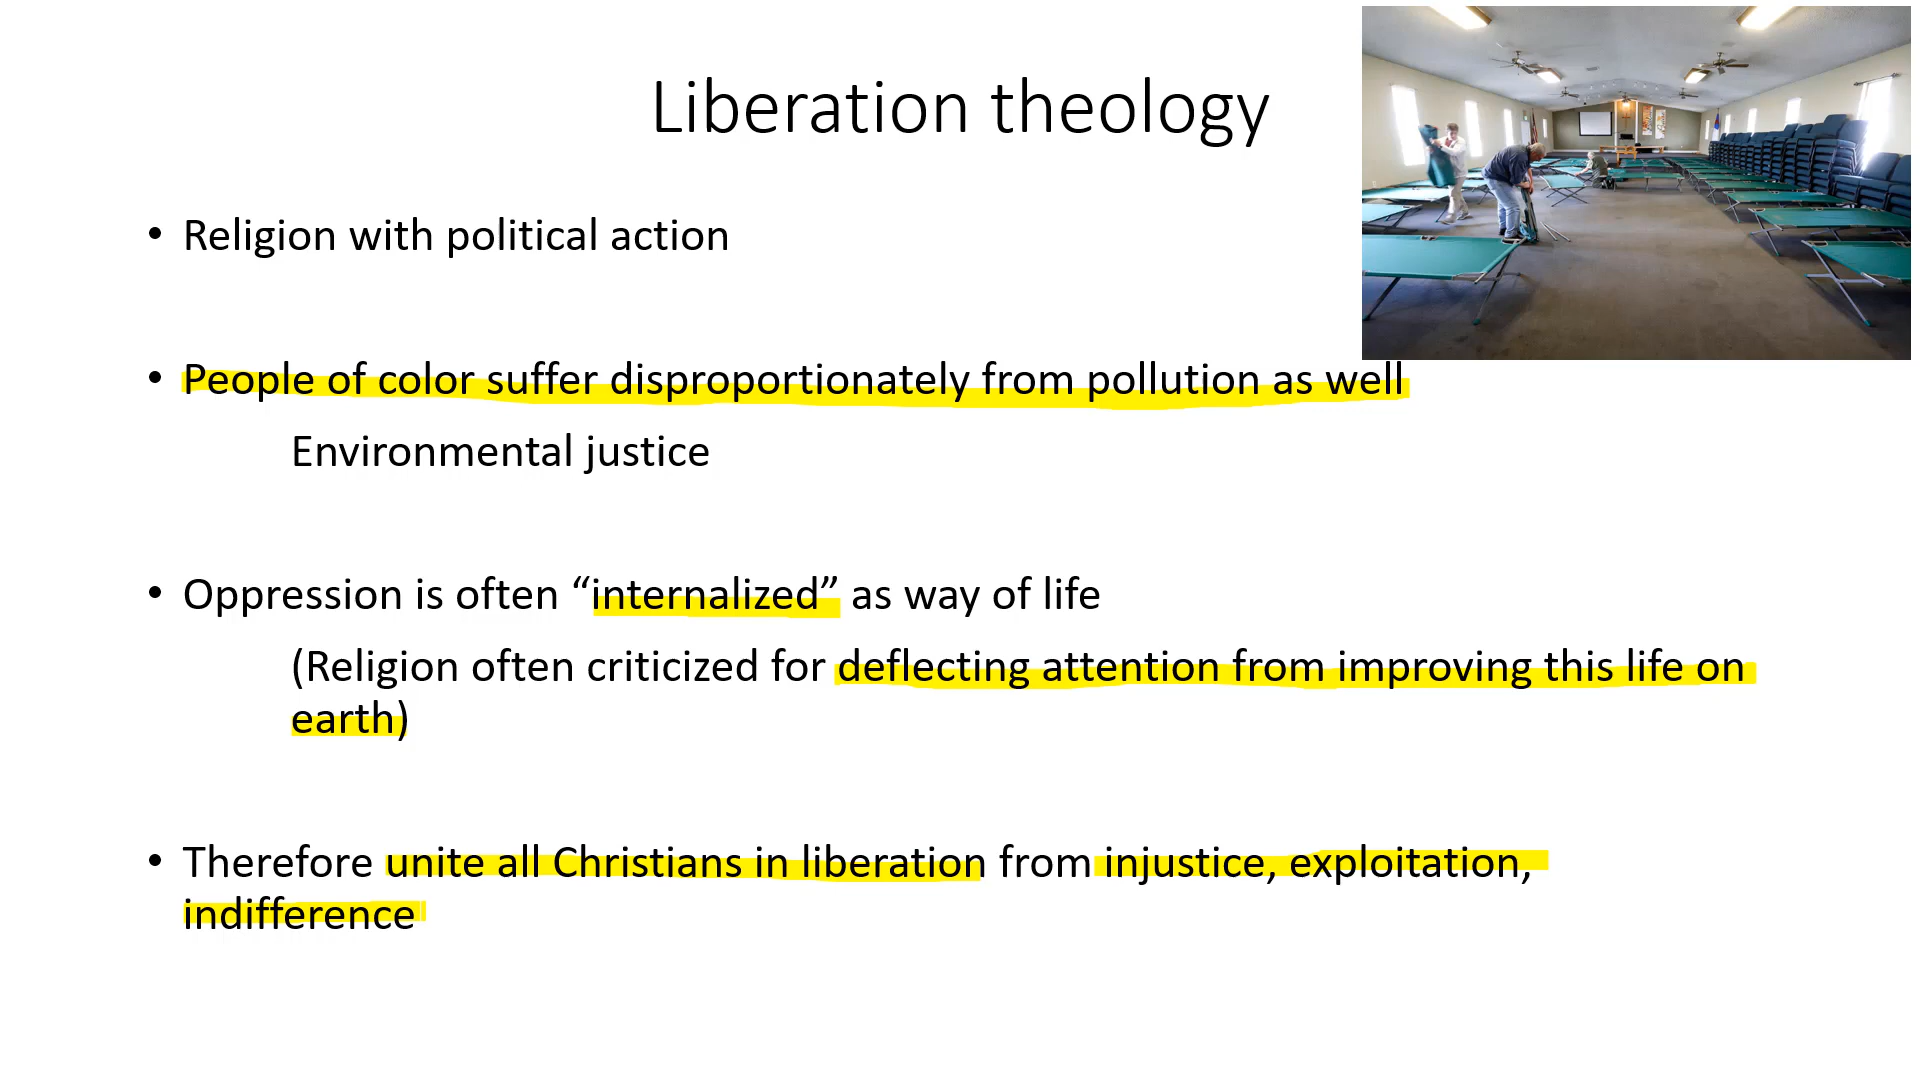 Liberation theology
• Religion with political action
• People of color suffer disproportionately from pollution as well
Environmental justice
• Oppression is often “internalized” as way of life
(Religion often criticized for deflecting attention from improving this life on
earth)
• Therefore unite all Christians in liberation from injustice, exploitation,
indifference